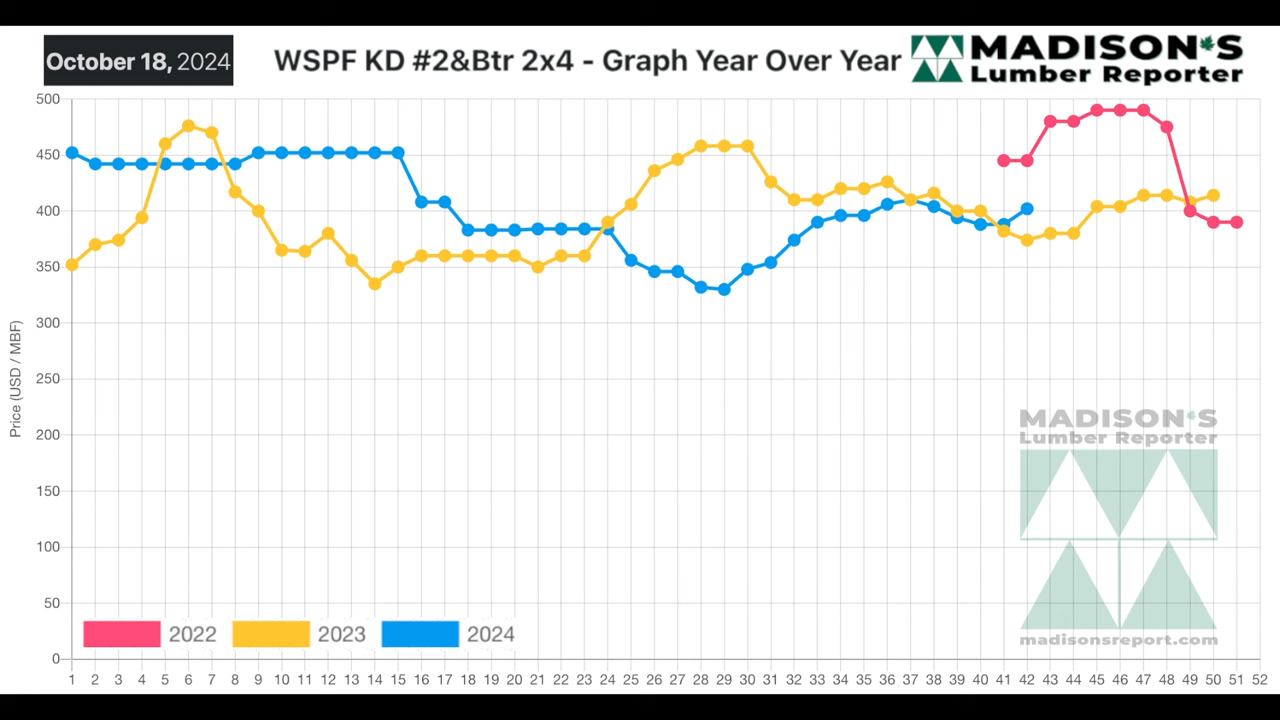 October 18, 2024
WSPF KD #2&Btr 2x4 - Graph Year Over Year
MADISON'S
Lumber Reporter
500
450
400
350
300
250
200
150
100
50
0
Price (USD / MBF)
MADISON'S
Lumber Reporter
madisonsreport.com
2022 2023 2024
1 2 3 4 5 6 7 8 9 10 11 12 13 14 15 16 17 18 19 20 21 22 23 24 25 26 27 28 29 30 31 32 33 34 35 36 37 38 39 40 41 42 43 44 45 46 47 48 49 50 51 52